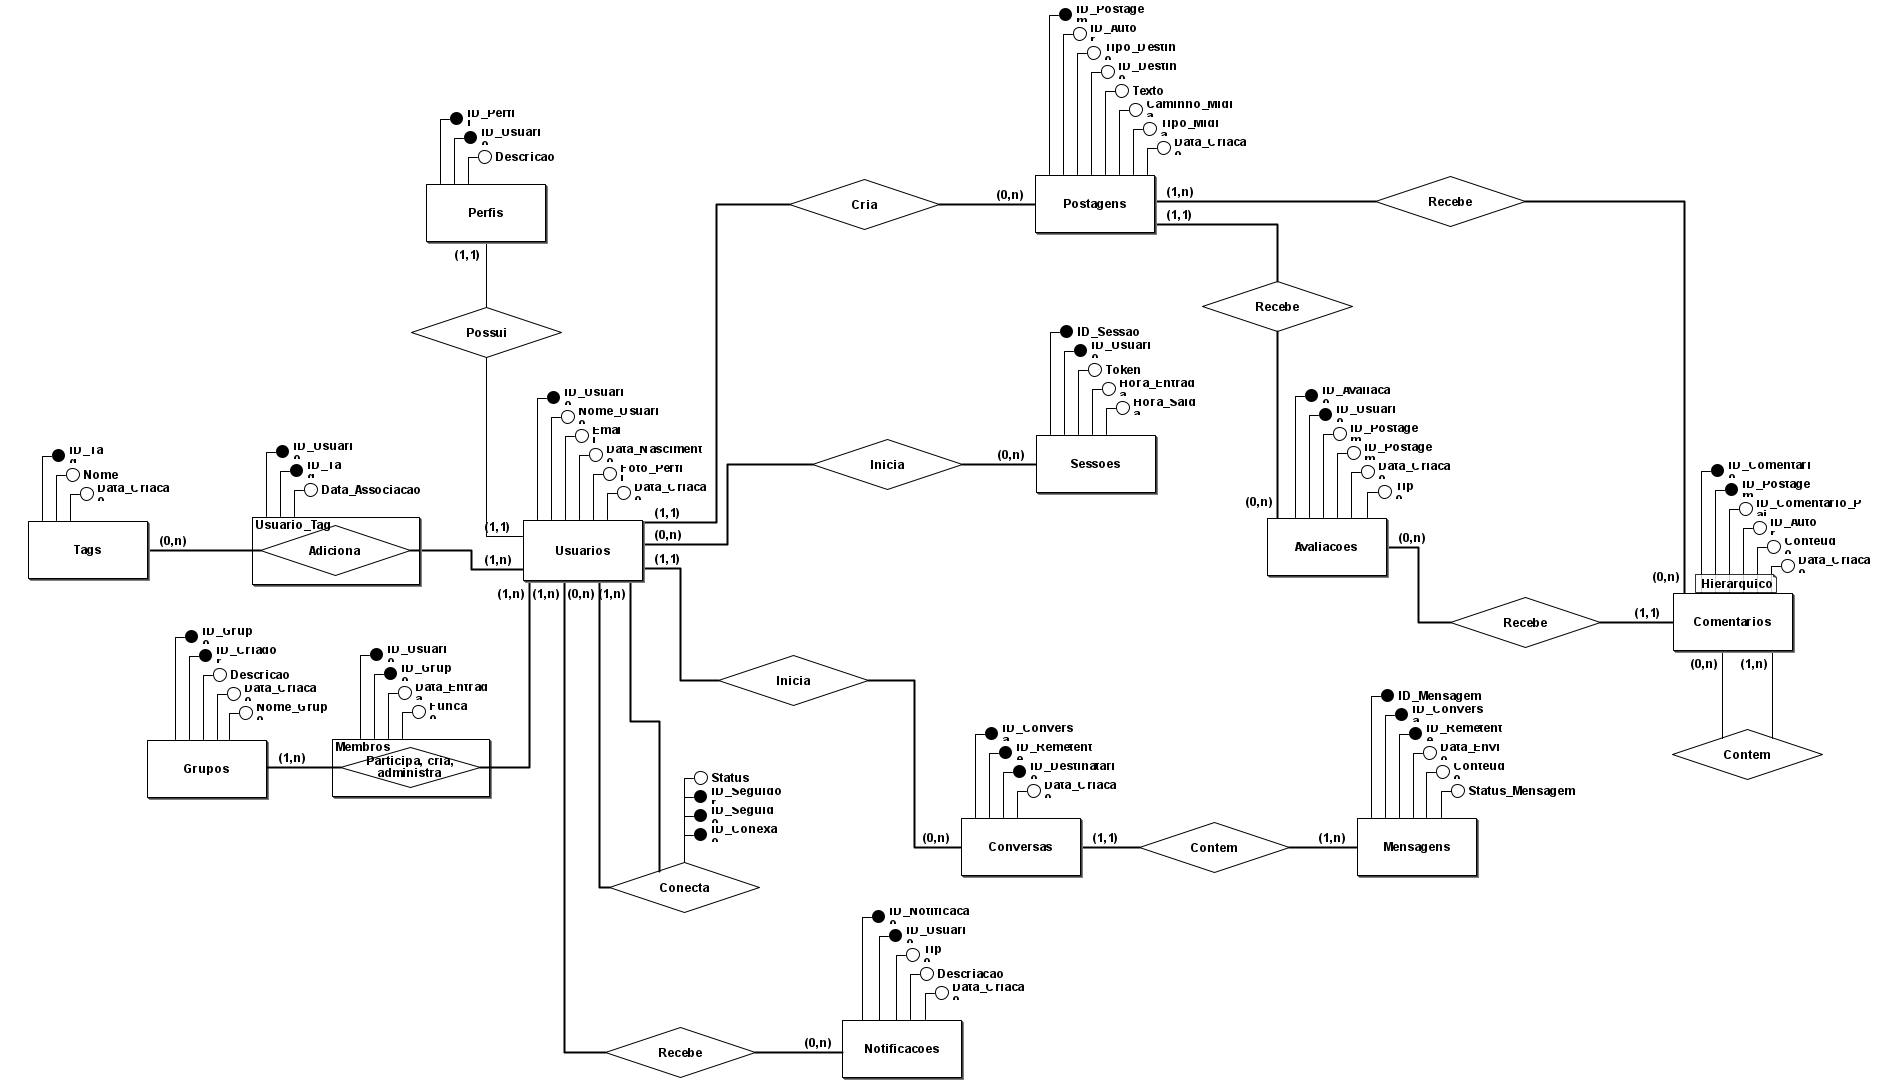 ID_Postagem
ID_Autor
Tipo_Destino
ID_Destino
Texto
Caminho_Midia
Tipo_Midia
Data_Criacao
Postagens
ID_Perfil
ID_Usuario
Descricao
Perfis
(1,1)
Possui
(1,1)
Cria
(0,n)
(1,n)
(1,1)
Recebe
Recebe
ID_Sessao
ID_Usuario
Token
Hora_Entrada
Hora_Saida
Sessoes
Inicia
(0,n)
ID_Usuario
Nome_Usuario
Email
Data_Nascimento
Foto_Perfil
Data_Criacao
Usuarios
(1,1)
(0,n)
(1,1)
(1,n)
(1,n)
(1,n)
(0,n)
(1,n)
ID_Tag
Nome
Data_Criacao
Tags
(0,n)
ID_Usuario
ID_Tag
Data_Associacao
Usuario_Tag
Adiciona
ID_Avaliacao
ID_Usuario
ID_Postagem
ID_Postagem
Data_Criacao
Tipo
(0,n)
Avaliacoes
(0,n)
Recebe
(1,1)
ID_Comentario
ID_Postagem
ID_Comentario_Pai
ID_Autor
Conteudo
Data_Criacao
Hierarquico
(0,n)
Comentarios
(0,n)
(1,n)
Contem
ID_Grupo
ID_Criador
Descricao
Data_Criacao
Nome_Grupo
Grupos
(1,n)
ID_Usuario
ID_Grupo
Data_Entrada
Funcao
Membros
Participa, cria,
administra
Inicia
Status
ID_Seguidor
ID_Seguido
ID_Conexao
Conecta
ID_Conversa
ID_Remetente
ID_Destinatario
Data_Criacao
(0,n)
Conversas
(1,1)
Contem
(1,n)
ID_Mensagem
ID_Conversa
ID_Remetente
Data_Envio
Conteudo
Status_Mensagem
Mensagens
ID_Notificacao
ID_Usuario
Tipo
Descriacao
Data_Criacao
Recebe
(0,n)
Notificacoes